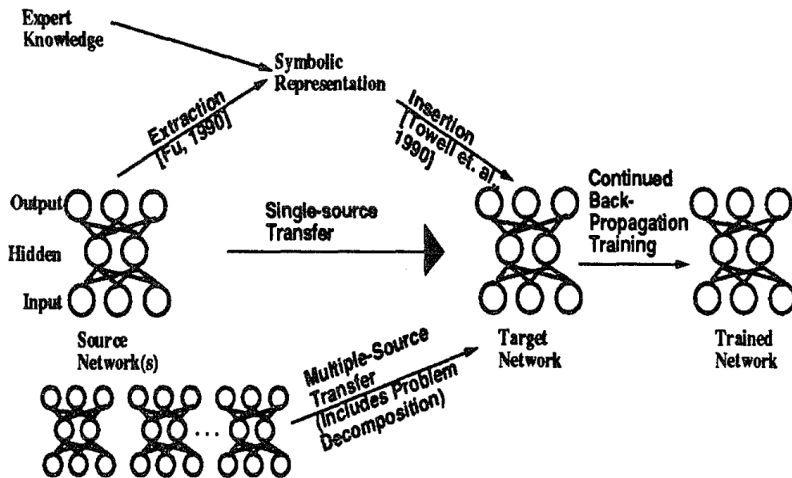 Expert
Knowledge
Symbolic
Representation
Extraction
[Fu, 1990]
Insertion
[Towell et. al.,
1990]
Output
Hidden
Input
Single-source
Transfer
Continued
Back-
Propagation
Training
Source
Network(s)
Target
Network
Trained
Network
Multiple-Source
Transfer
(Includes Problem
Decomposition)
...